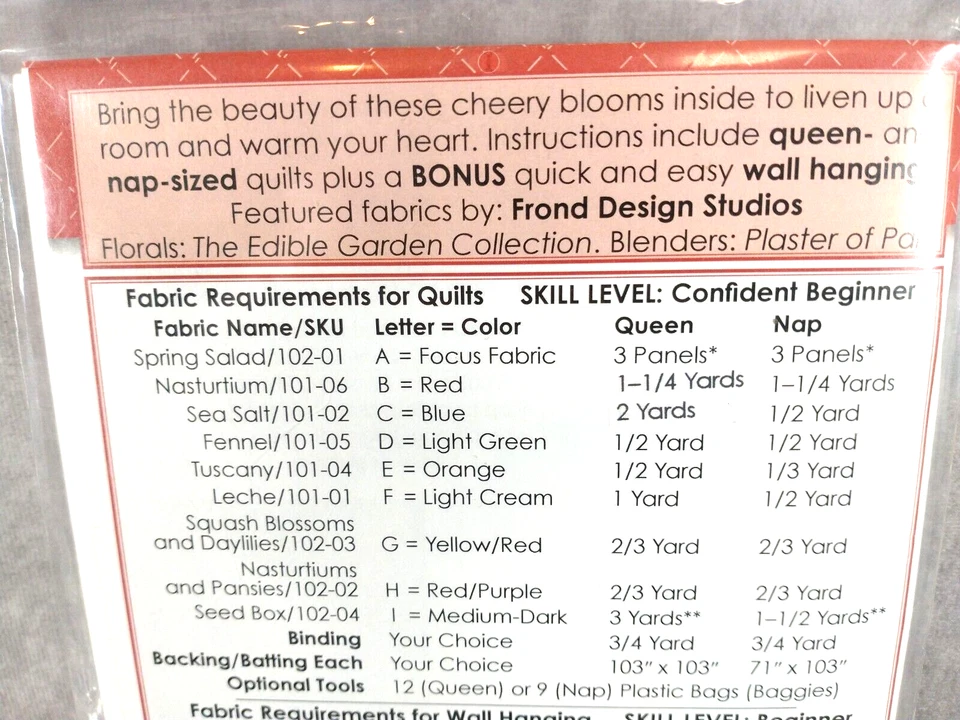 Bring the beauty of these cheery blooms inside to liven up
room and warm your heart. Instructions include queen- an
nap-sized quilts plus a BONUS quick and easy wall hanging
Featured fabrics by: Frond Design Studios
Florals: The Edible Garden Collection. Blenders: Plaster of Pa
Fabric Requirements for Quilts SKILL LEVEL: Confident Beginner
Fabric Name/SKU Letter = Color Queen Nap
Spring Salad/102-01 A = Focus Fabric 3 Panels* 3 Panels*
Nasturtium/101-06 B = Red 1-1/4 Yards 1-1/4 Yards
Sea Salt/101-02 C = Blue 2 Yards 1/2 Yard
Fennel/101-05 D = Light Green 1/2 Yard 1/2 Yard
Tuscany/101-04 E = Orange 1/2 Yard 1/3 Yard
Leche/101-01 F = Light Cream 1 Yard 1/2 Yard
Squash Blossoms
and Daylilies/102-03 G = Yellow/Red 2/3 Yard 2/3 Yard
Nasturtiums
and Pansies/102-02 H = Red/Purple 2/3 Yard 2/3 Yard
Seed Box/102-04 I = Medium-Dark 3 Yards** 1-1/2 Yards**
Binding Your Choice 3/4 Yard 3/4 Yard
Backing/Batting Each Your Choice 103" x 103" 71" x 103"
Optional Tools 12 (Queen) or 9 (Nap) Plastic Bags (Baggies)
Fabric Requirements for Wall Hanging SKILL LEVEL: Beginner